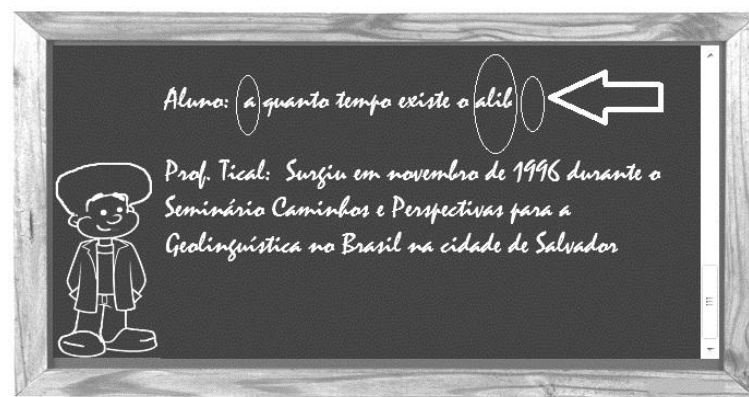 Aluno: a quanto tempo existe o alib
Prof. Tical: Surgiu em novembro de 1996 durante o
Seminário Caminhos e Perspectivas para a
Geolinguística no Brasil na cidade de Salvador